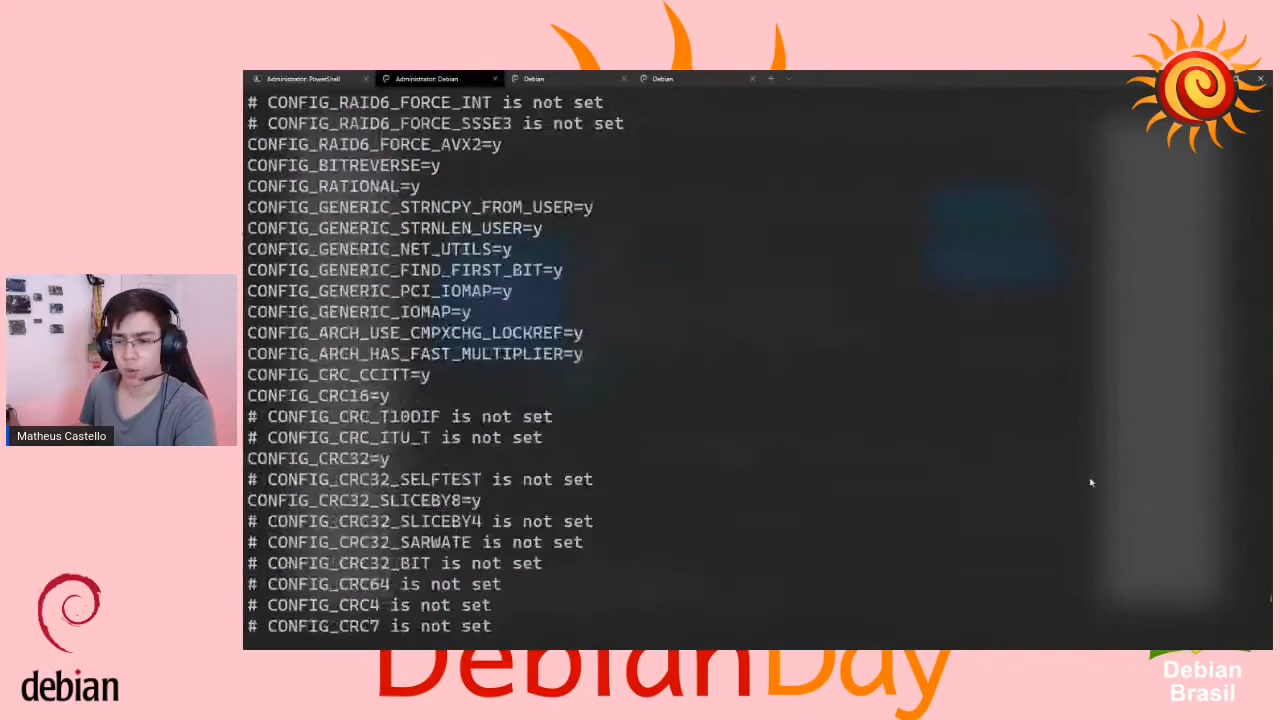 Administrator: PowerShell
Administrator: Debian
Debian
Debian
# CONFIG_RAID6_FORCE_INT is not set
# CONFIG_RAID6_FORCE_SSSE3 is not set
CONFIG_RAID6_FORCE_AVX2=y
CONFIG_BITREVERSE=y
CONFIG_RATIONAL=y
CONFIG_GENERIC_STRNCPY_FROM_USER=y
CONFIG_GENERIC_STRNLEN_USER=y
CONFIG_GENERIC_NET_UTILS=y
CONFIG_GENERIC_FIND_FIRST_BIT=y
CONFIG_GENERIC_PCI_IOMAP=y
CONFIG_GENERIC_IOMAP=y
CONFIG_ARCH_USE_CMPXCHG_LOCKREF=y
CONFIG_ARCH_HAS_FAST_MULTIPLIER=y
CONFIG_CRC_CCITT=y
CONFIG_CRC16=y
# CONFIG_CRC_T10DIF is not set
# CONFIG_CRC_ITU_T is not set
CONFIG_CRC32=y
# CONFIG_CRC32_SELFTEST is not set
CONFIG_CRC32_SLICEBY8=y
# CONFIG_CRC32_SLICEBY4 is not set
# CONFIG_CRC32_SARWATE is not set
# CONFIG_CRC32_BIT is not set
# CONFIG_CRC64 is not set
# CONFIG_CRC4 is not set
# CONFIG_CRC7 is not set
Matheus Castello
debian
DebianDay
Debian
Brasil